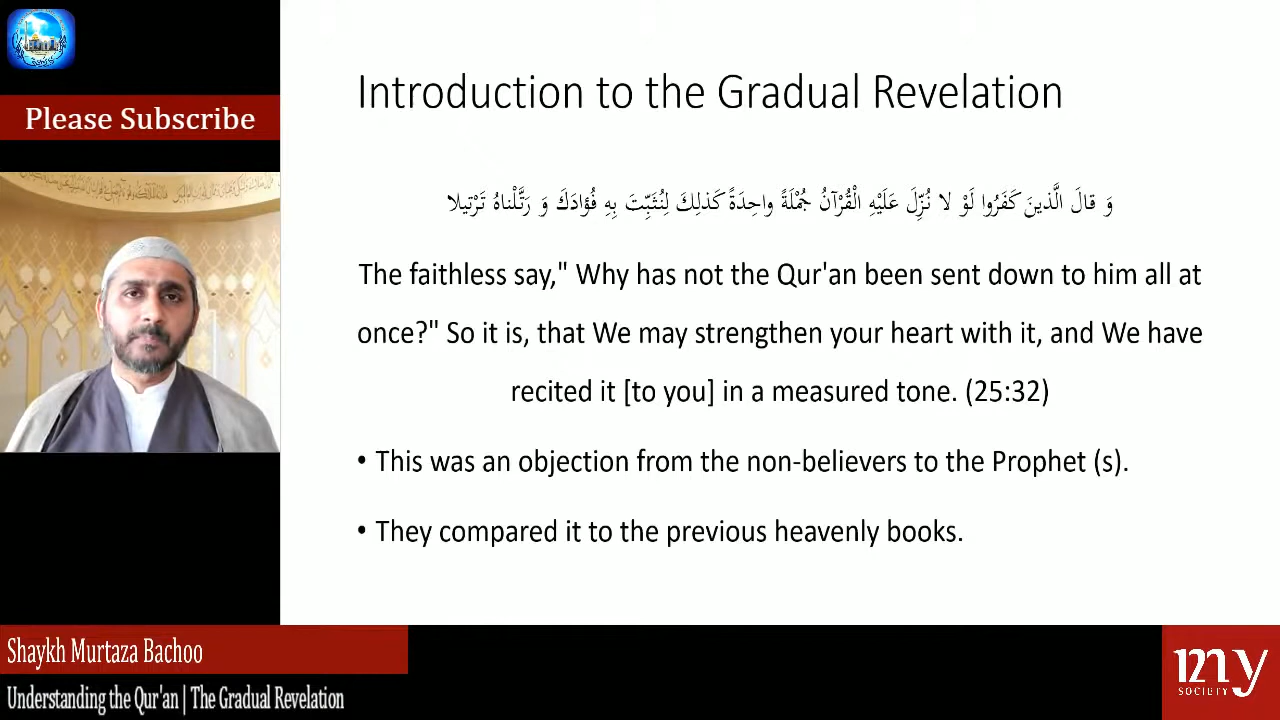 Please Subscribe
Introduction to the Gradual Revelation
وَ قالَ الَّذينَ كَفَرُوا لَوْ لا نُزِّلَ عَلَيْهِ الْقُرْآنُ جُمْلَةً واحِدَةً كَذلِكَ لِنُثَبِّتَ بِهِ فُؤادَكَ وَ رَتَّلْناهُ تَرْتيلا
The faithless say," Why has not the Qur'an been sent down to him all at
once?" So it is, that We may strengthen your heart with it, and We have
recited it [to you] in a measured tone. (25:32)
• This was an objection from the non-believers to the Prophet (s).
• They compared it to the previous heavenly books.
Shaykh Murtaza Bachoo
Understanding the Qur'an | The Gradual Revelation
my
SOCIETY